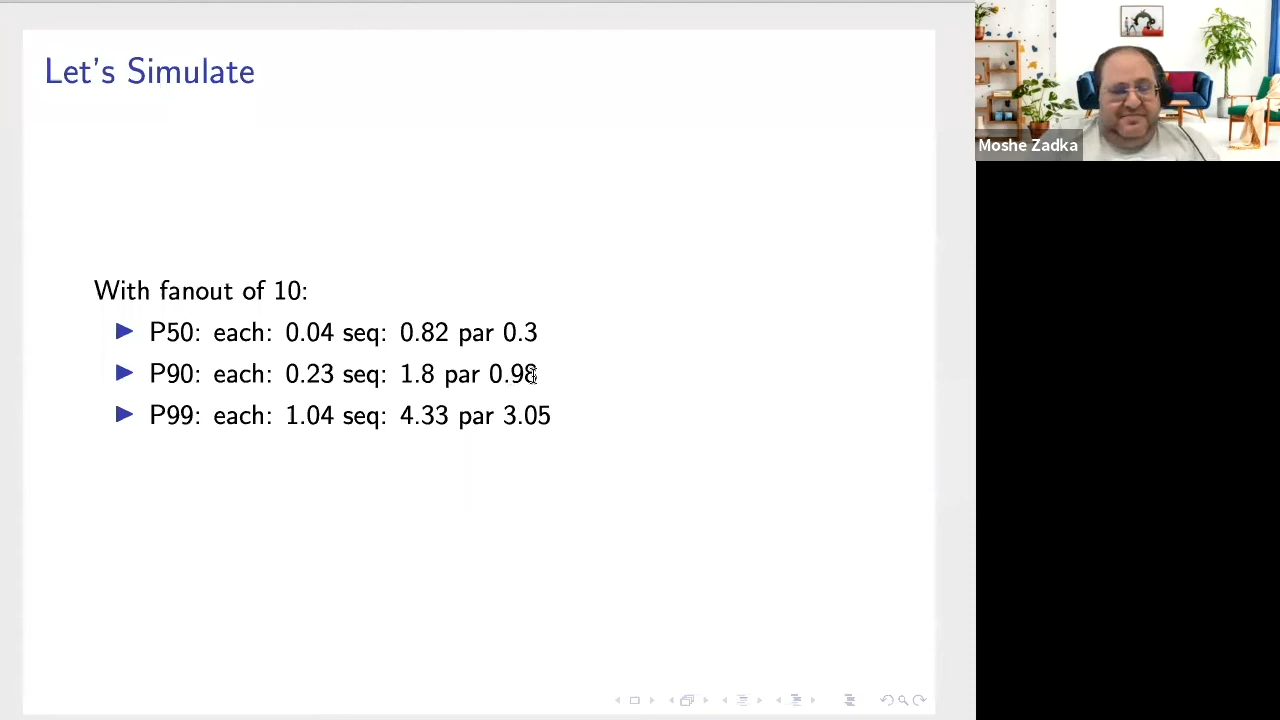 Let's Simulate
With fanout of 10:
P50: each: 0.04 seq: 0.82 par 0.3
P90: each: 0.23 seq: 1.8 par 0.98
P99: each: 1.04 seq: 4.33 par 3.05
Moshe Zadka